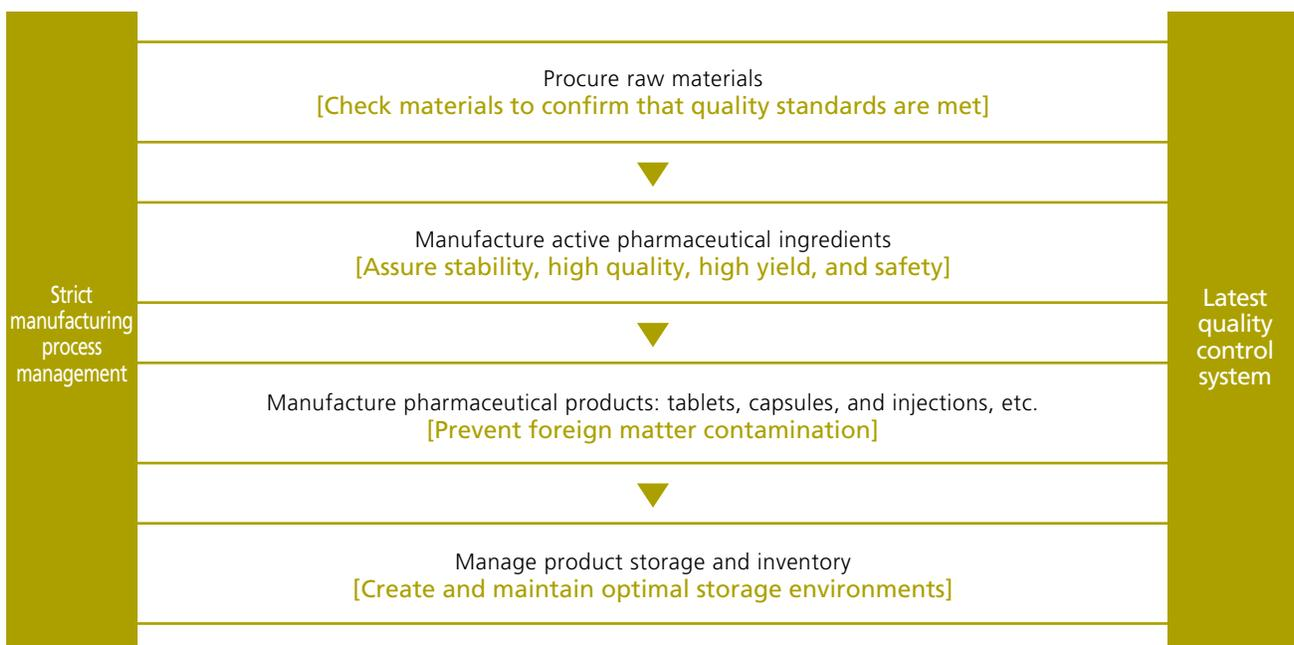 Procure raw materials
[Check materials to confirm that quality standards are met]
Manufacture active pharmaceutical ingredients
[Assure stability, high quality, high yield, and safety]
Strict
manufacturing
process
management
Latest
quality
control
system
Manufacture pharmaceutical products: tablets, capsules, and injections, etc.
[Prevent foreign matter contamination]
Manage product storage and inventory
[Create and maintain optimal storage environments]